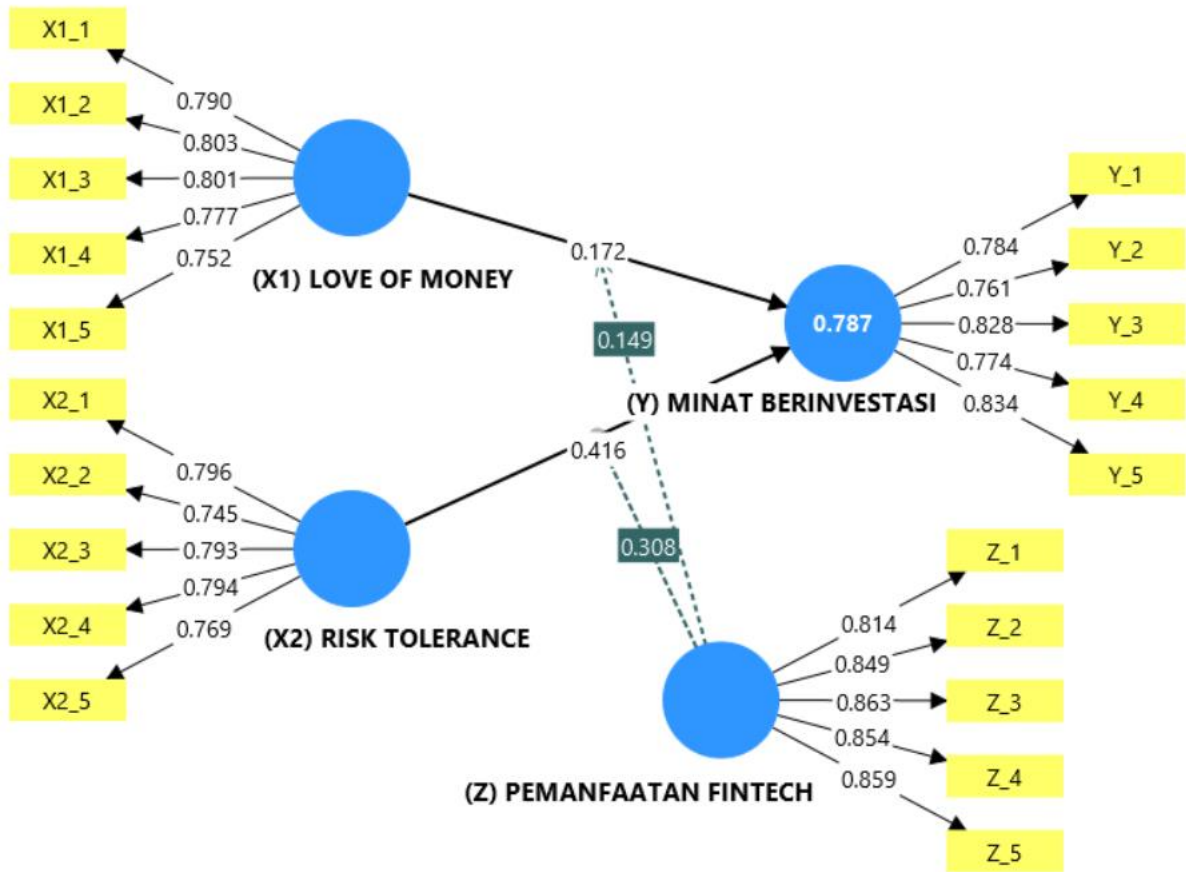 X1_1
0.790
X1_2
0.803
X1_3
0.801
X1_4
0.777
X1_5
0.752
(X1) LOVE OF MONEY
0.172
0.149
X2_1
0.796
X2_2
0.745
X2_3
0.793
X2_4
0.794
X2_5
0.769
(X2) RISK TOLERANCE
0.416
0.308
0.787
(Y) MINAT BERINVESTASI
Y_1
0.784
Y_2
0.761
Y_3
0.828
Y_4
0.774
Y_5
0.834
(Z) PEMANFAATAN FINTECH
Z_1
0.814
Z_2
0.849
Z_3
0.863
Z_4
0.854
Z_5
0.859